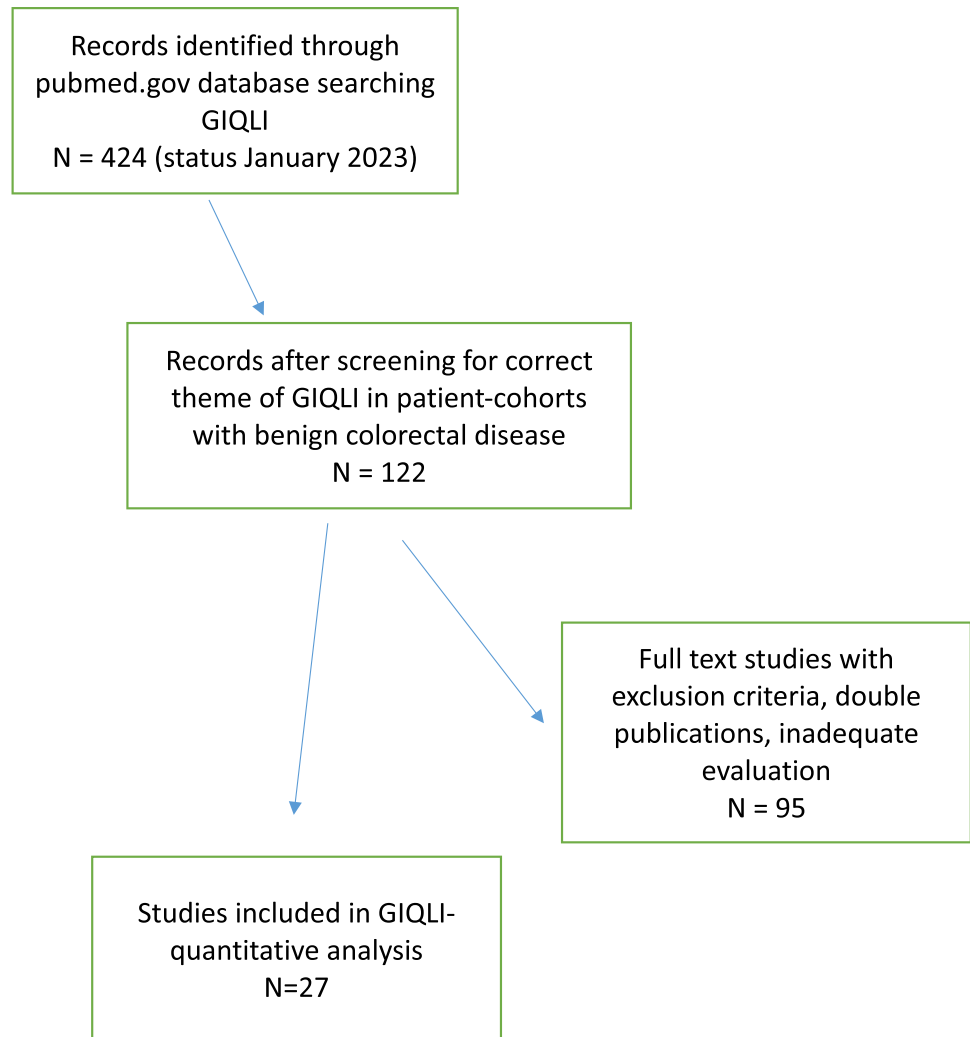 Records identified through
pubmed.gov database searching
GIQLI
N = 424 (status January 2023)
Records after screening for correct
theme of GIQLI in patient-cohorts
with benign colorectal disease
N = 122
Full text studies with
exclusion criteria, double
publications, inadequate
evaluation
N = 95
Studies included in GIQLI-
quantitative analysis
N=27